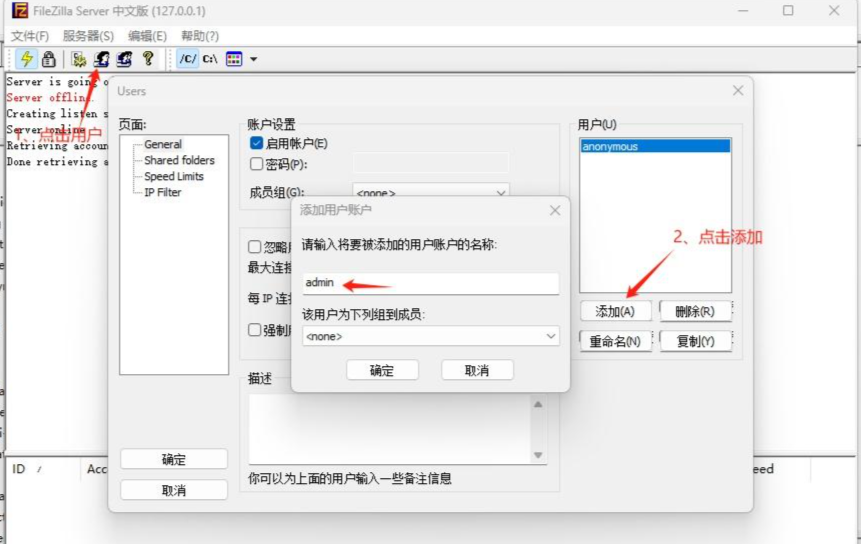 FileZilla Server 中文版 (127.0.0.1)
文件(F) 服务器(S) 编辑(E) 帮助(?)
/C/ C:\
Server is going o
Server offline.
Creating listen s
Server online
1、点击用户
Retrieving accoun
Done retrieving a
Users
页面:
General
Shared folders
Speed Limits
IP Filter
账户设置
启用帐户(E)
密码(P):
成员组(G):
<none>
忽略
最大连接
每 IP 连接
强制
用户(U)
anonymous
2、点击添加
添加(A) 删除(R)
重命名(N) 复制(Y)
添加用户账户
请输入将要被添加的用户账户的名称:
admin
该用户为下列组到成员:
<none>
确定 取消
描述
你可以为上面的用户输入一些备注信息
确定
取消
ID / Acc
eed